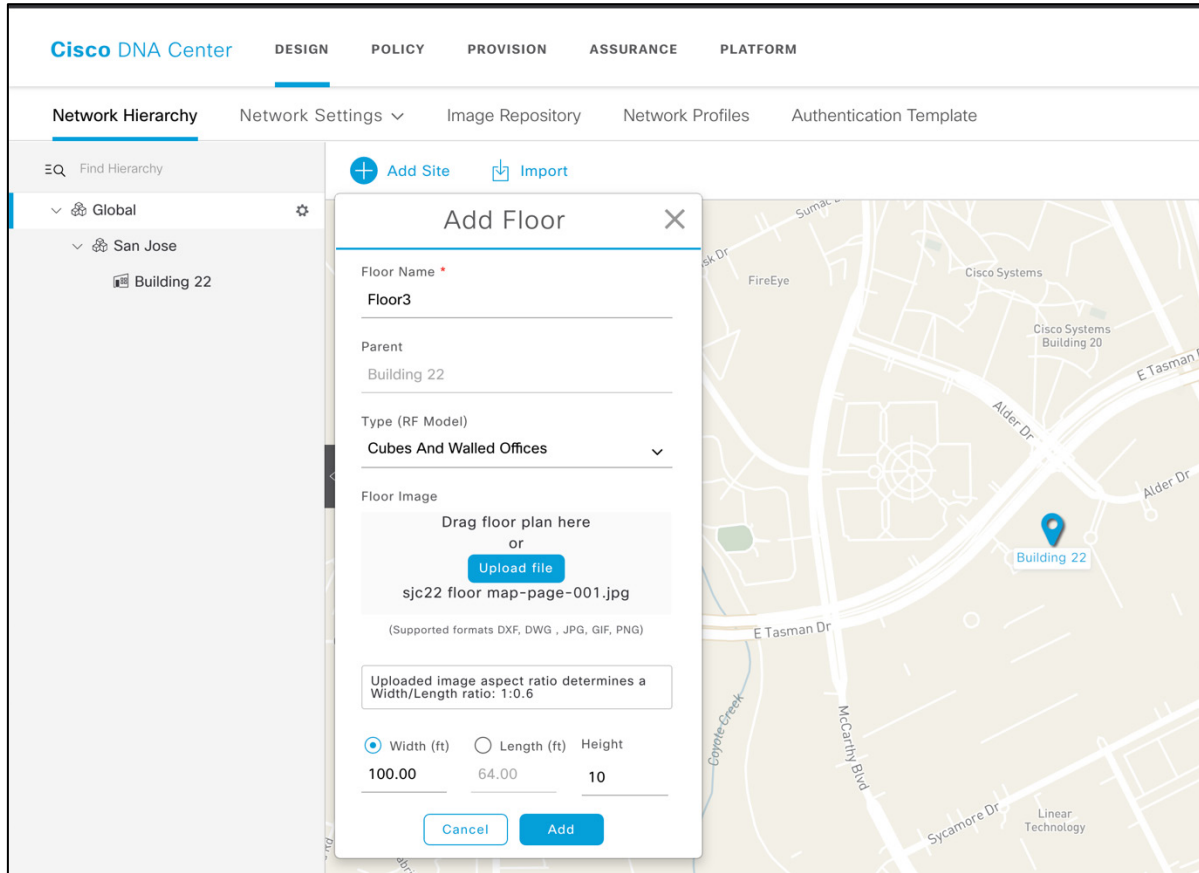 Cisco DNA Center DESIGN POLICY PROVISION ASSURANCE PLATFORM
Network Hierarchy Network Settings Image Repository Network Profiles Authentication Template
Find Hierarchy
Global
San Jose
Building 22
Add Site Import
Add Floor
Floor Name *
Floor3
Parent
Building 22
Type (RF Model)
Cubes And Walled Offices
Floor Image
Drag floor plan here
or
Upload file
sjc22 floor map-page-001.jpg
(Supported formats DXF, DWG , JPG, GIF, PNG)
Uploaded image aspect ratio determines a
Width/Length ratio: 1:0.6
Width (ft) Length (ft) Height
100.00 64.00 10
Cancel Add
FireEye
Cisco Systems
Cisco Systems
Building 20
E Tasman
Alder Dr
Alder Dr
Building 22
E Tasman Dr
Coyote Creek
McCarthy Blvd
Sycamore Dr
Linear
Technology